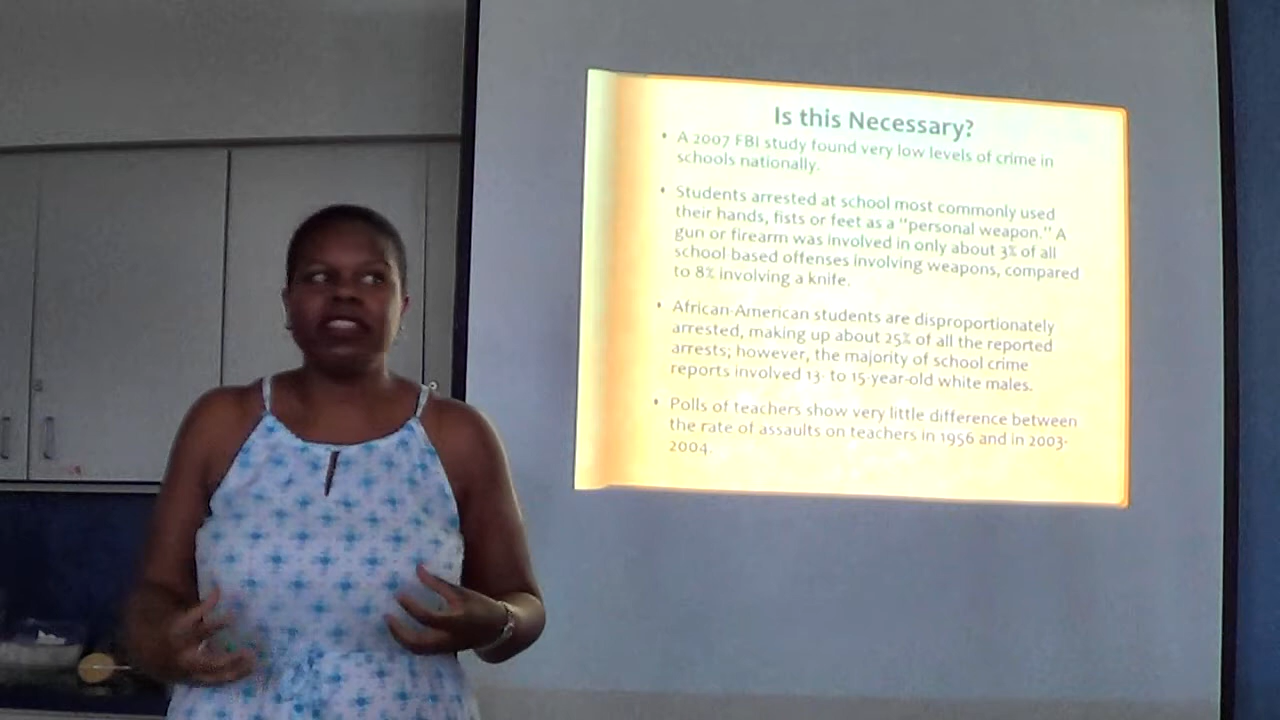 Is this Necessary?
• A 2007 FBI study found very low levels of crime in
schools nationally.
• Students arrested at school most commonly used
their hands, fists or feet as a "personal weapon." A
gun or firearm was involved in only about 3% of all
school based offenses involving weapons, compared
to 8% involving a knife.
• African-American students are disproportionately
arrested, making up about 25% of all the reported
arrests; however, the majority of school crime
reports involved 13- to 15-year-old white males.
• Polls of teachers show very little difference between
the rate of assaults on teachers in 1956 and in 2003-
2004.